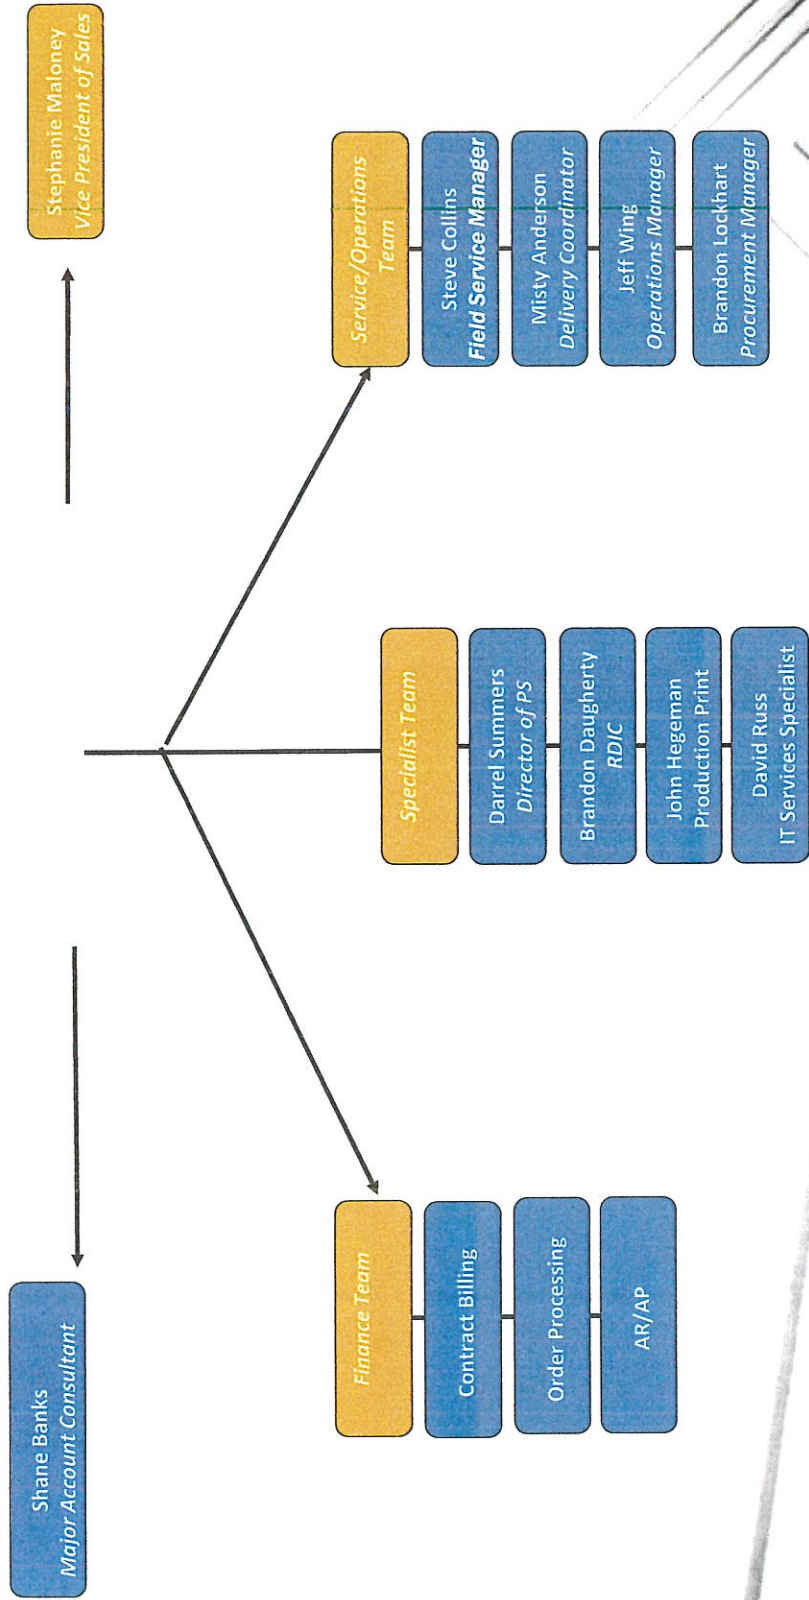 Shane Banks
Major Account Consultant
Stephanie Maloney
Vice President of Sales
Finance Team
Contract Billing
Order Processing
AR/AP
Specialist Team
Darrel Summers
Director of PS
Brandon Daugherty
RDIC
John Hegeman
Production Print
David Russ
IT Services Specialist
Service/Operations
Team
Steve Collins
Field Service Manager
Misty Anderson
Delivery Coordinator
Jeff Wing
Operations Manager
Brandon Lockhart
Procurement Manager